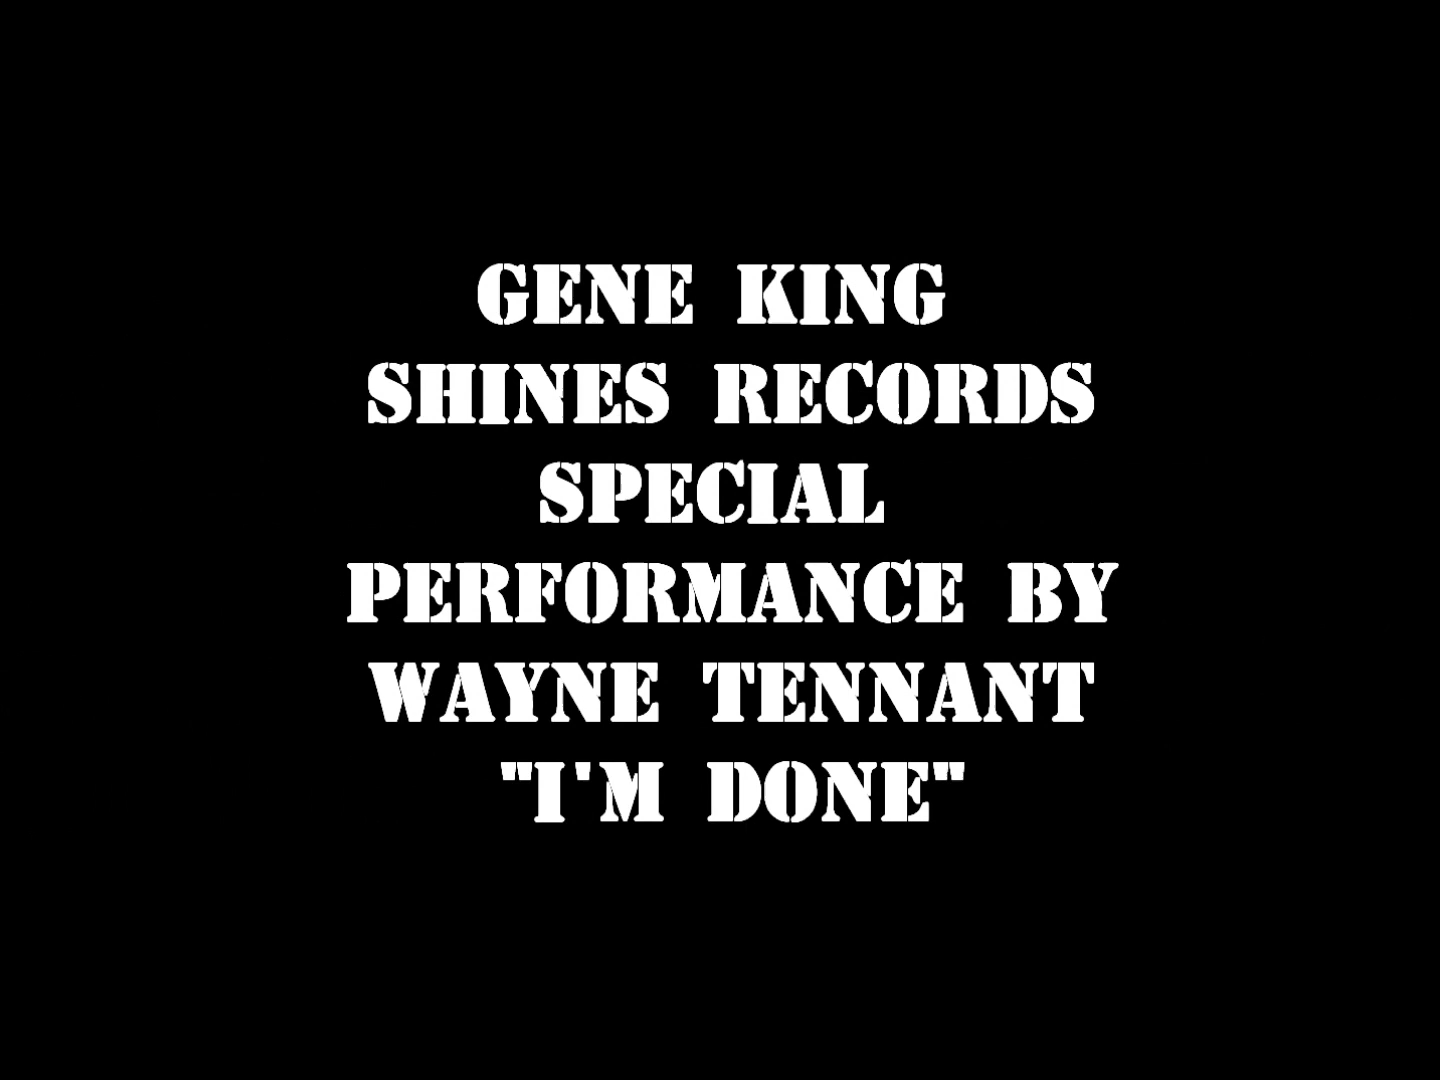 GENE KING
SHINES RECORDS
SPECIAL
PERFORMANCE BY
WAYNE TENNANT
"I'M DONE"